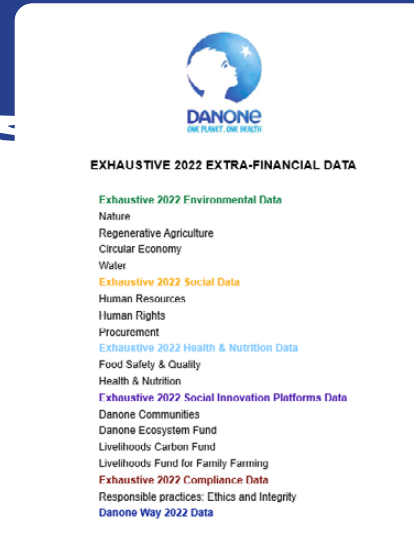 DANONE
ONE PLANET. ONE HEALTH
EXHAUSTIVE 2022 EXTRA-FINANCIAL DATA
Exhaustive 2022 Environmental Data
Nature
Regenerative Agriculture
Circular Economy
Water
Exhaustive 2022 Social Data
Human Resources
Human Rights
Procurement
Exhaustive 2022 Health & Nutrition Data
Food Safety & Quality
Health & Nutrition
Exhaustive 2022 Social Innovation Platforms Data
Danone Communities
Danone Ecosystem Fund
Livelihoods Carbon Fund
Livelihoods Fund for Family Farming
Exhaustive 2022 Compliance Data
Responsible practices: Ethics and Integrity
Danone Way 2022 Data